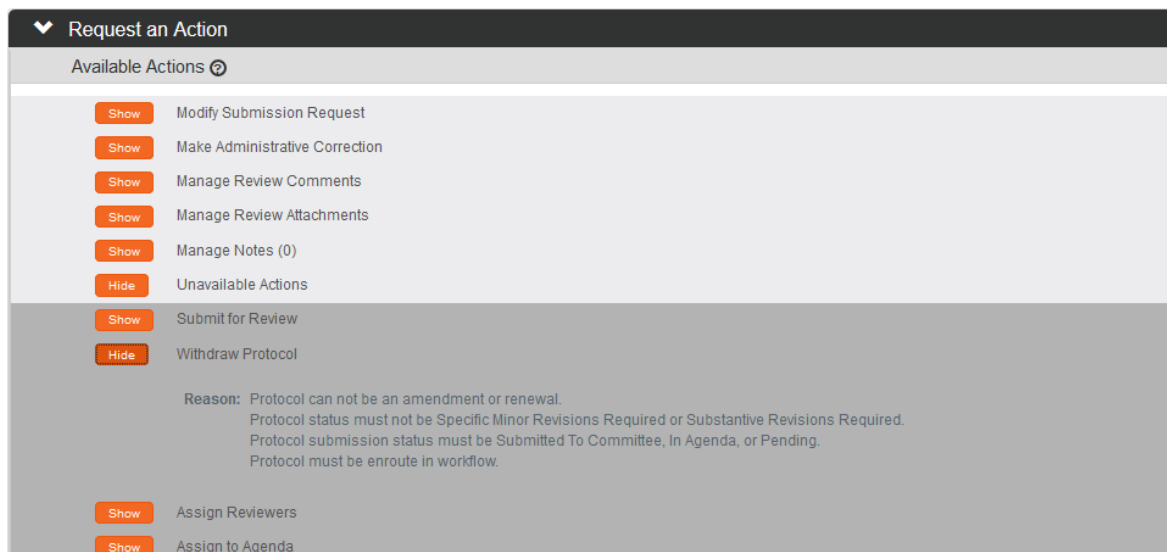 Request an Action
Available Actions
Show Modify Submission Request
Show Make Administrative Correction
Show Manage Review Comments
Show Manage Review Attachments
Show Manage Notes (0)
Hide Unavailable Actions
Show Submit for Review
Hide Withdraw Protocol
Reason: Protocol can not be an amendment or renewal.
Protocol status must not be Specific Minor Revisions Required or Substantive Revisions Required.
Protocol submission status must be Submitted To Committee, In Agenda, or Pending.
Protocol must be enroute in workflow.
Show Assign Reviewers
Show Assign to Agenda